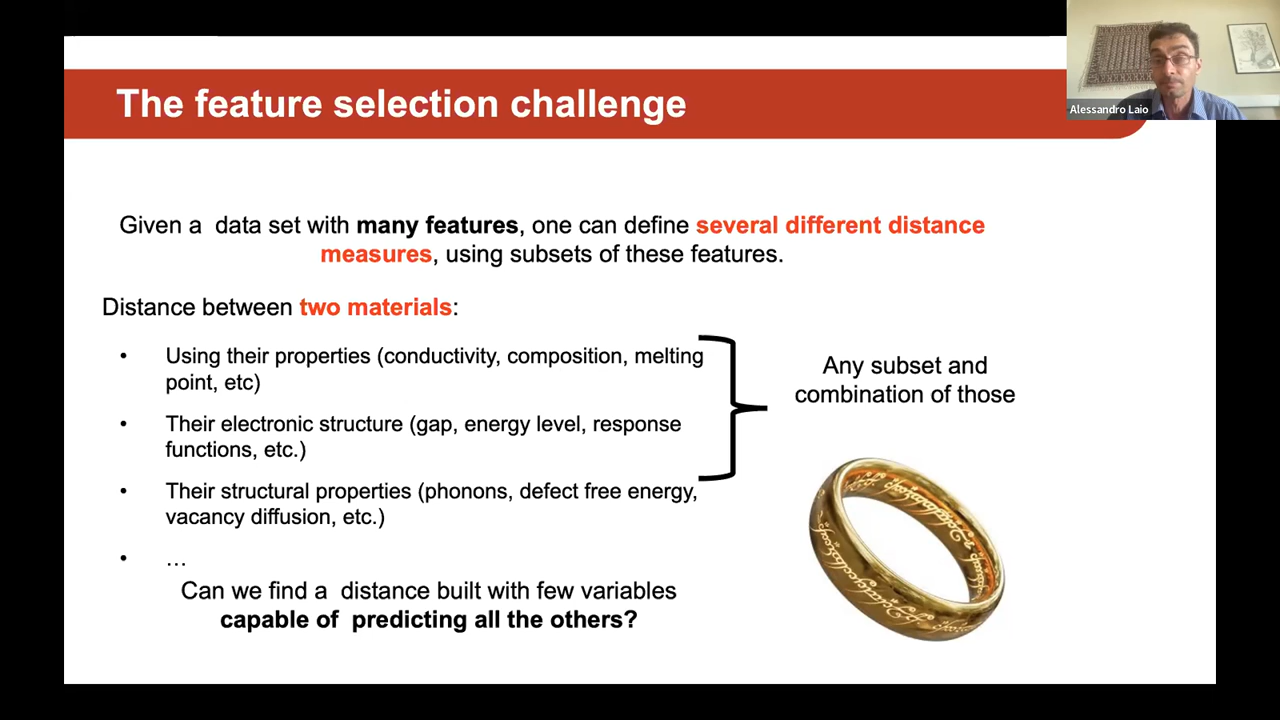 The feature selection challenge
Alessandro Laio
Given a data set with many features, one can define several different distance
measures, using subsets of these features.
Distance between two materials:
• Using their properties (conductivity, composition, melting
point, etc)
• Their electronic structure (gap, energy level, response
functions, etc.)
• Their structural properties (phonons, defect free energy,
vacancy diffusion, etc.)
• …
Any subset and
combination of those
Can we find a distance built with few variables
capable of predicting all the others?